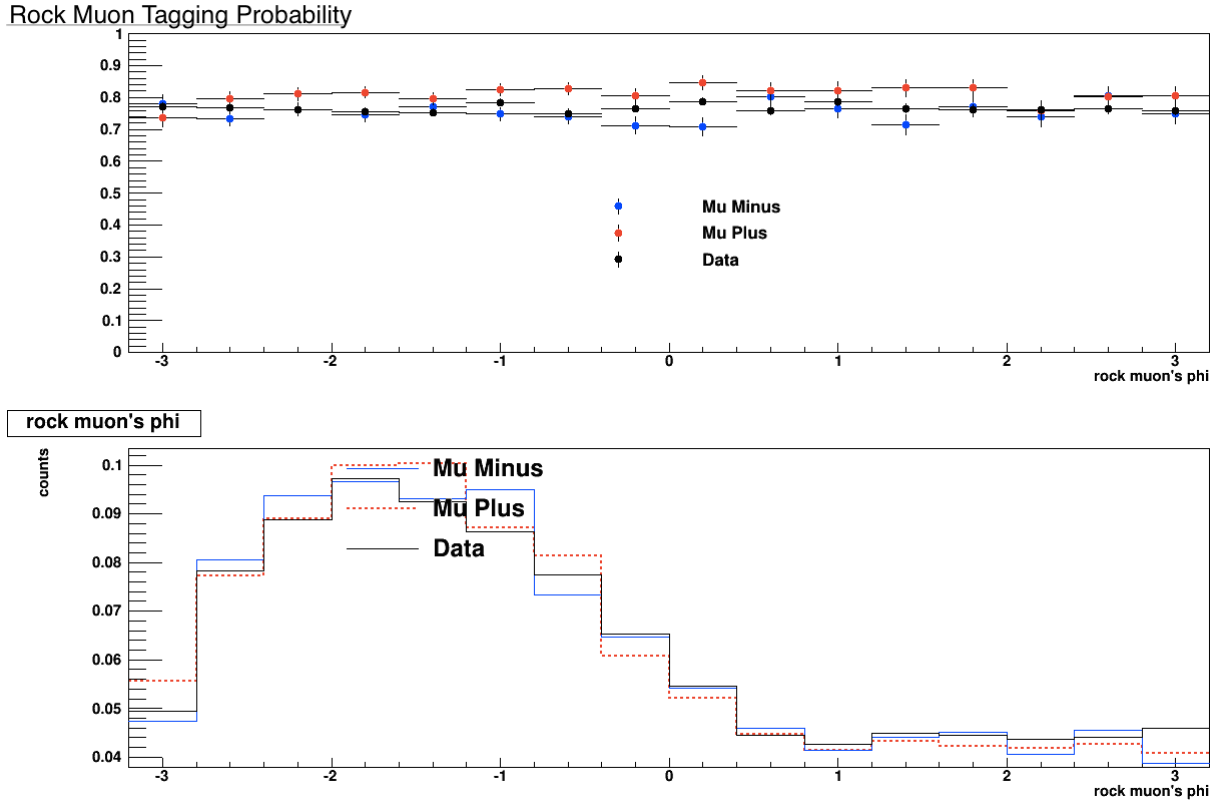 Rock Muon Tagging Probability
1
0.9
0.8
0.7
0.6
0.5
0.4
0.3
0.2
0.1
0
Mu Minus
Mu Plus
Data
-3 -2 -1 0 1 2 3
rock muon's phi
rock muon's phi
counts
0.1
0.09
0.08
0.07
0.06
0.05
0.04
Mu Minus
Mu Plus
Data
-3 -2 -1 0 1 2 3
rock muon's phi